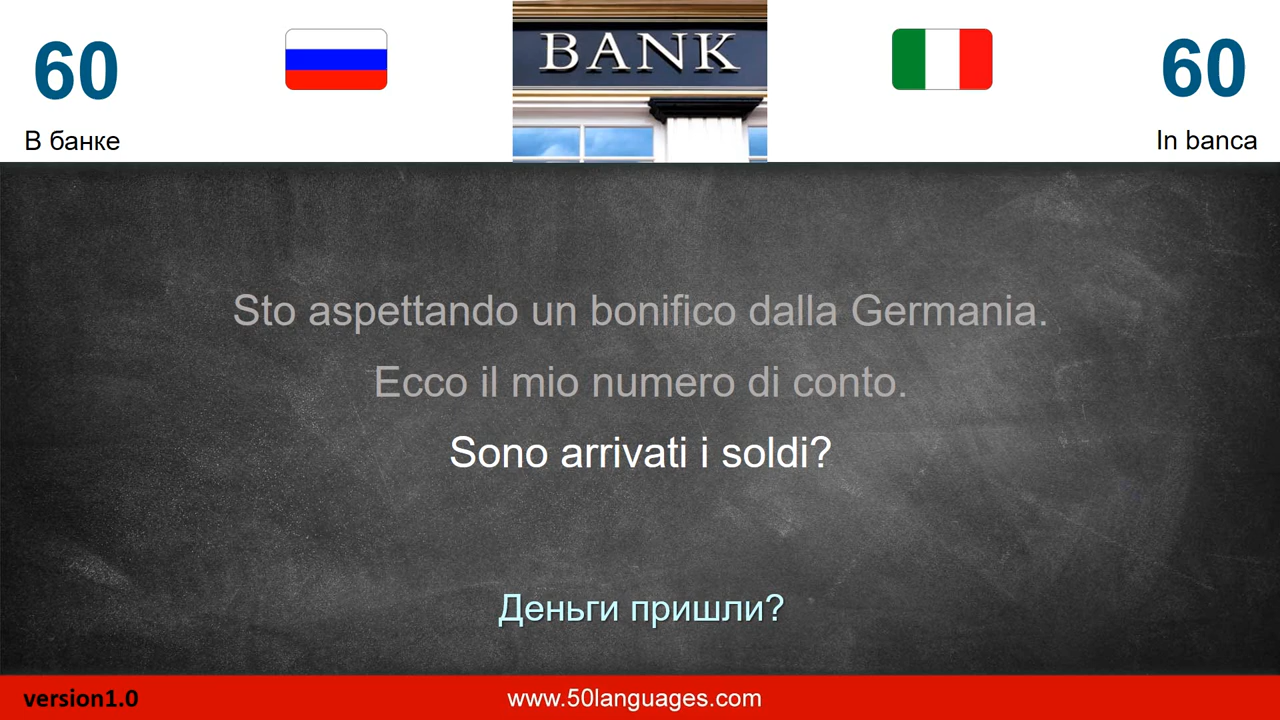 60
60
BANK
В банке
In banca
Sto aspettando un bonifico dalla Germania.
Ecco il mio numero di conto.
Sono arrivati i soldi?
Деньги пришли?
version1.0
www.50languages.com